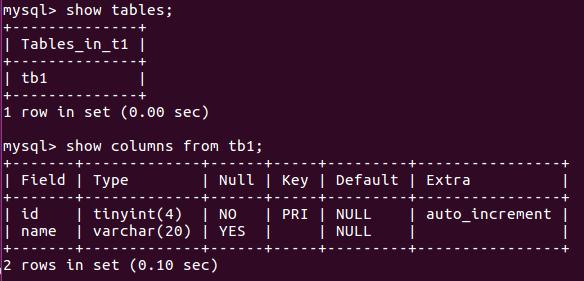 mysql> show tables;
+--------------+
| Tables_in_t1 |
+--------------+
| tb1          |
+--------------+
1 row in set (0.00 sec)
mysql> show columns from tb1;
+-------+-------------+------+-----+---------+----------------+
| Field | Type        | Null | Key | Default | Extra          |
+-------+-------------+------+-----+---------+----------------+
| id    | tinyint(4)  | NO   | PRI | NULL    | auto_increment |
| name  | varchar(20) | YES  |     | NULL    |                |
+-------+-------------+------+-----+---------+----------------+
2 rows in set (0.10 sec)